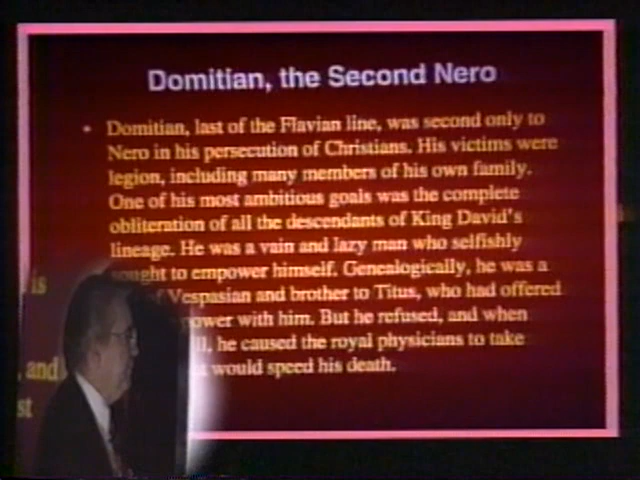 Domitian, the Second Nero
• Domitian, last of the Flavian line, was second only to
Nero in his persecution of Christians. His victims were
legion, including many members of his own family.
One of his most ambitious goals was the complete
obliteration of all the descendants of King David's
lineage. He was a vain and lazy man who selfishly
sought to empower himself. Genealogically, he was a
of Vespasian and brother to Titus, who had offered
power with him. But he refused, and when
he caused the royal physicians to take
would speed his death.
is
and
st